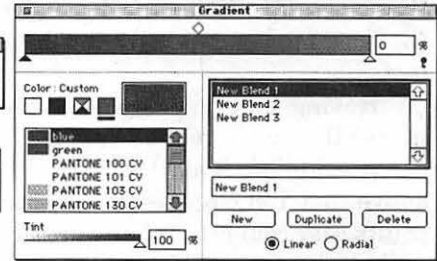 Gradient
0 %
Color: Custom
blue
green
PANTONE 100 CV
PANTONE 101 CV
PANTONE 103 CV
PANTONE 130 CV
Tint
100 %
New Blend 1
New Blend 2
New Blend 3
New Blend 1
New
Duplicate
Delete
Linear
Radial